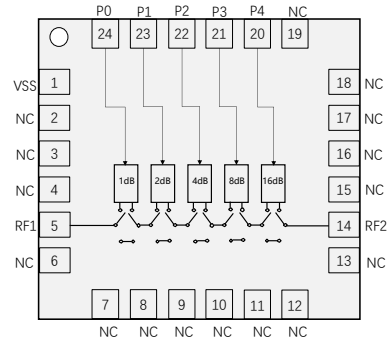 P0 P1 P2 P3 P4 NC
24 23 22 21 20 19
VSS 1 18 NC
NC 2 17 NC
NC 3 16 NC
1dB 2dB 4dB 8dB 16dB
NC 4 15 NC
RF1 5 14 RF2
NC 6 13 NC
7 8 9 10 11 12
NC NC NC NC NC NC